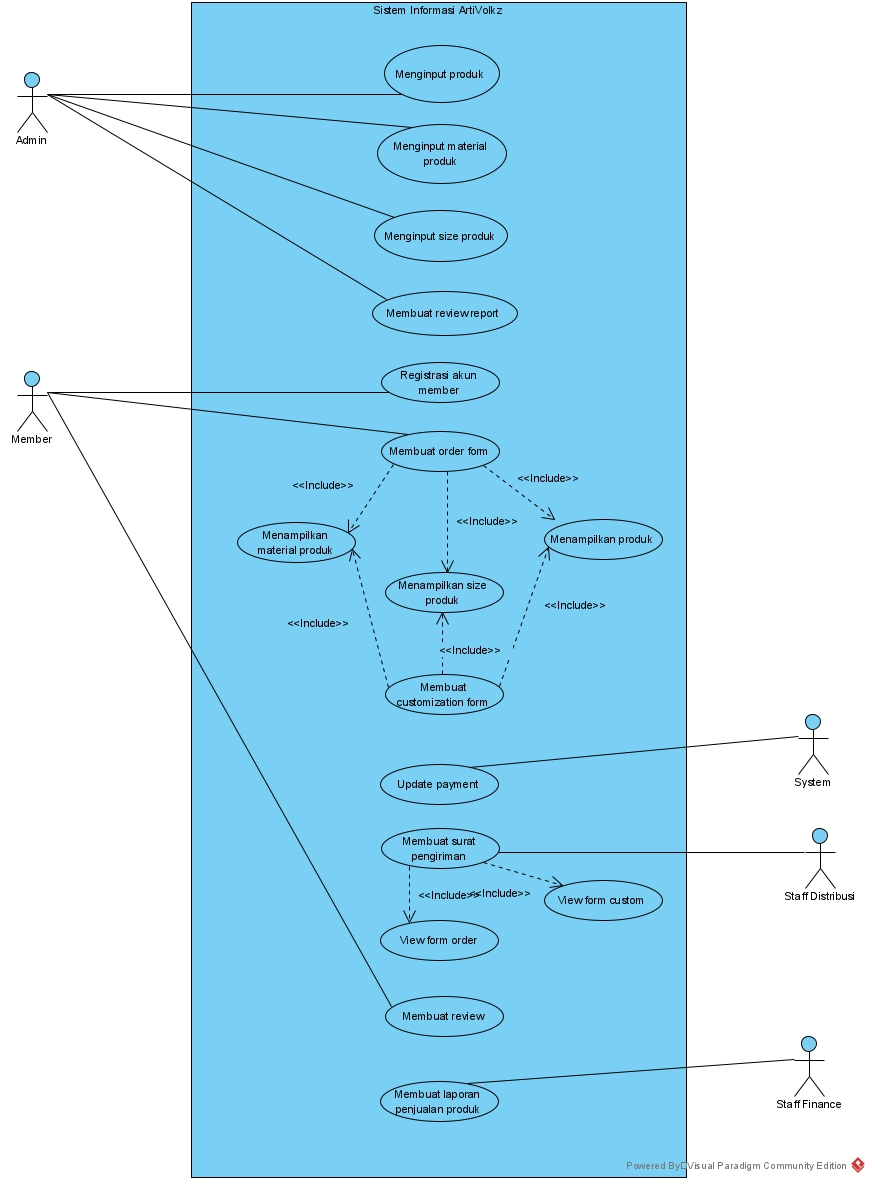 Sistem Informasi ArtiVolkz
Menginput produk
Admin
Menginput material
produk
Menginput size produk
Membuat review report
Registrasi akun
member
Member
Membuat order form
<<Include>>
<<Include>>
<<Include>>
Menampilkan
material produk
Menampilkan produk
Menampilkan size
produk
<<Include>>
<<Include>>
<<Include>>
Membuat
customization form
Update payment
System
Membuat surat
pengiriman
Staff Distribusi
<<Include>>
<<Include>>
View form custom
View form order
Membuat review
Membuat laporan
penjualan produk
Staff Finance
Powered By Visual Paradigm Community Edition